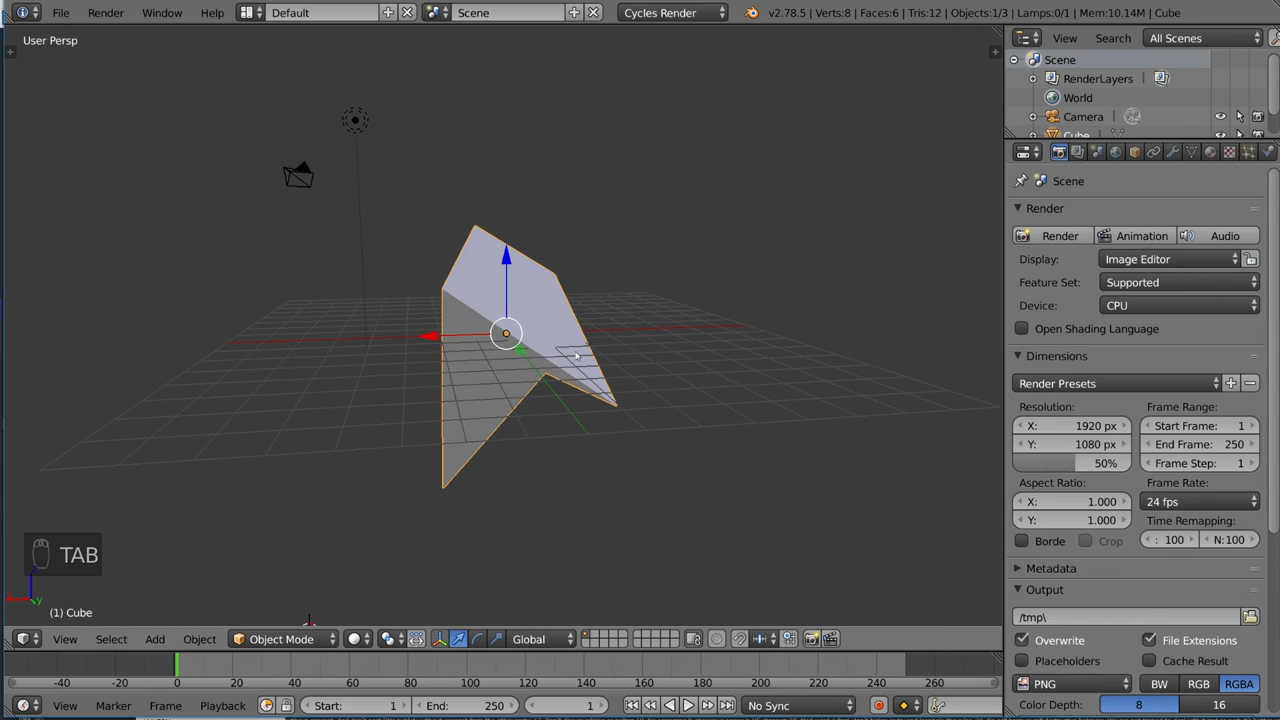 File Render Window Help Default Scene Cycles Render v2.78.5 | Verts:8 | Faces:6 | Tris:12 | Objects:1/3 | Lamps:0/1 | Mem:10.14M | Cube
User Persp
View Search All Scenes
Scene
RenderLayers
World
Camera
Cube
Scene
Render
Render Animation Audio
Display: Image Editor
Feature Set: Supported
Device: CPU
Open Shading Language
Dimensions
Render Presets
Resolution: Frame Range:
X: 1920 px Start Frame: 1
Y: 1080 px End Frame: 250
50% Frame Step: 1
Aspect Ratio: Frame Rate:
X: 1.000 24 fps
Y: 1.000 Time Remapping:
Borde Crop : 100 N:100
Metadata
Output
/tmp\
Overwrite File Extensions
Placeholders Cache Result
PNG BW RGB RGBA
Color Depth: 8 16
TAB
y
(1) Cube
View Select Add Object Object Mode Global
-40 -20 0 20 40 60 80 100 120 140 160 180 200 220 240 260
View Marker Frame Playback Start: 1 End: 250 1 No Sync